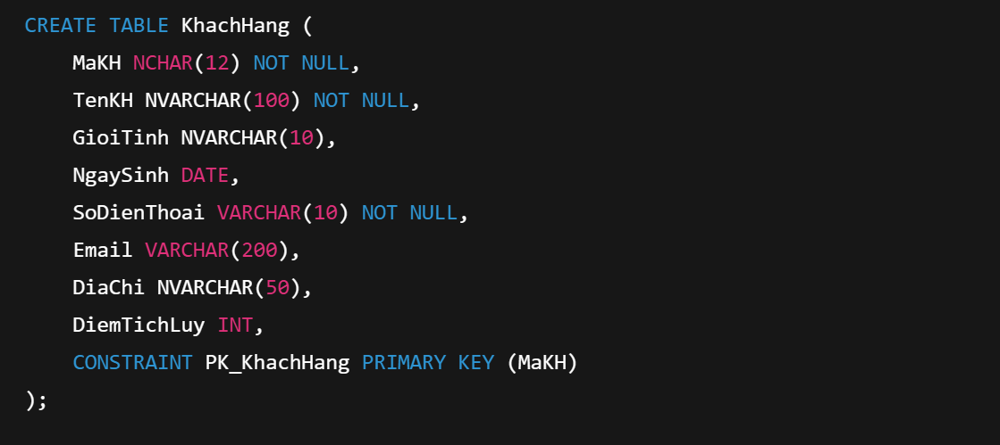 CREATE TABLE KhachHang (
    MaKH NCHAR(12) NOT NULL,
    TenKH NVARCHAR(100) NOT NULL,
    GioiTinh NVARCHAR(10),
    NgaySinh DATE,
    SoDienThoai VARCHAR(10) NOT NULL,
    Email VARCHAR(200),
    DiaChi NVARCHAR(50),
    DiemTichLuy INT,
    CONSTRAINT PK_KhachHang PRIMARY KEY (MaKH)
);